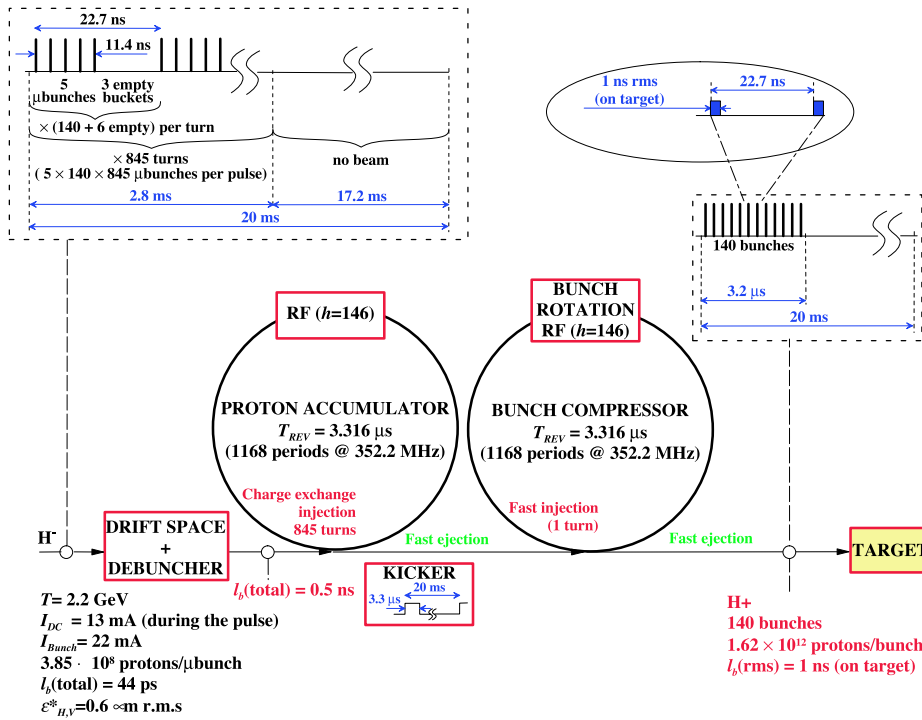 22.7 ns
11.4 ns
5
µbunches
3 empty
buckets
× (140 + 6 empty) per turn
× 845 turns
( 5 × 140 × 845 µbunches per pulse)
no beam
2.8 ms
17.2 ms
20 ms
1 ns rms
(on target)
22.7 ns
140 bunches
3.2 µs
20 ms
RF (h=146)
BUNCH
ROTATION
RF (h=146)
PROTON ACCUMULATOR
T_REV = 3.316 µs
(1168 periods @ 352.2 MHz)
BUNCH COMPRESSOR
T_REV = 3.316 µs
(1168 periods @ 352.2 MHz)
Charge exchange
injection
845 turns
Fast injection
(1 turn)
Fast ejection
Fast ejection
H⁻
DRIFT SPACE
+
DEBUNCHER
TARGET
l_b(total) = 0.5 ns
KICKER
20 ms
3.3 µs
T= 2.2 GeV
I_DC = 13 mA (during the pulse)
I_Bunch= 22 mA
3.85 · 10⁸ protons/µbunch
l_b(total) = 44 ps
ε*_H,V=0.6 ∝m r.m.s
H+
140 bunches
1.62 × 10¹² protons/bunch
l_b(rms) = 1 ns (on target)